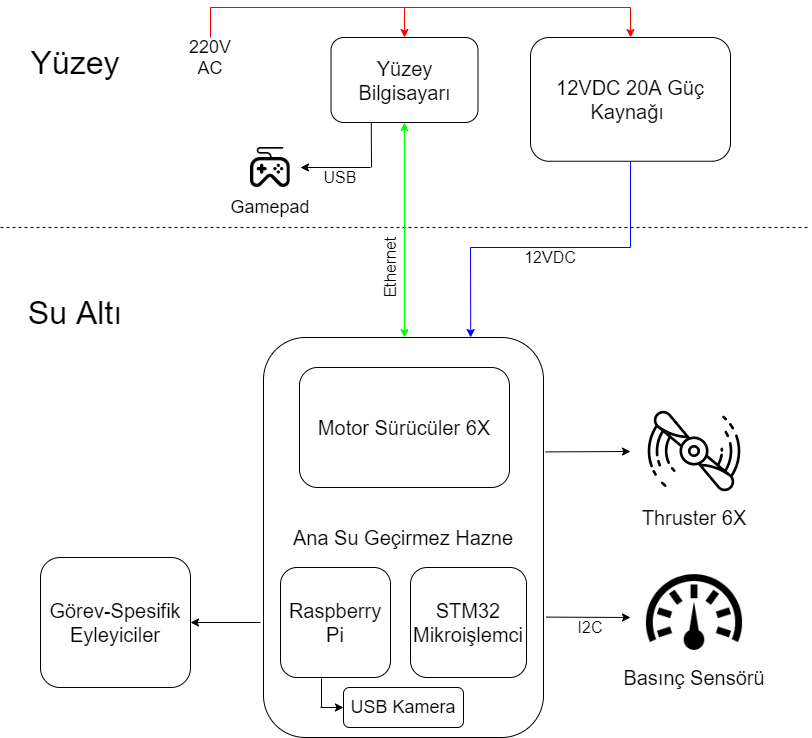 220V
AC
Yüzey
Yüzey
Bilgisayarı
12VDC 20A Güç
Kaynağı
USB
Gamepad
Ethernet
12VDC
Su Altı
Motor Sürücüler 6X
Thruster 6X
Ana Su Geçirmez Hazne
Görev-Spesifik
Eyleyiciler
Raspberry
Pi
STM32
Mikroişlemci
I2C
Basınç Sensörü
USB Kamera